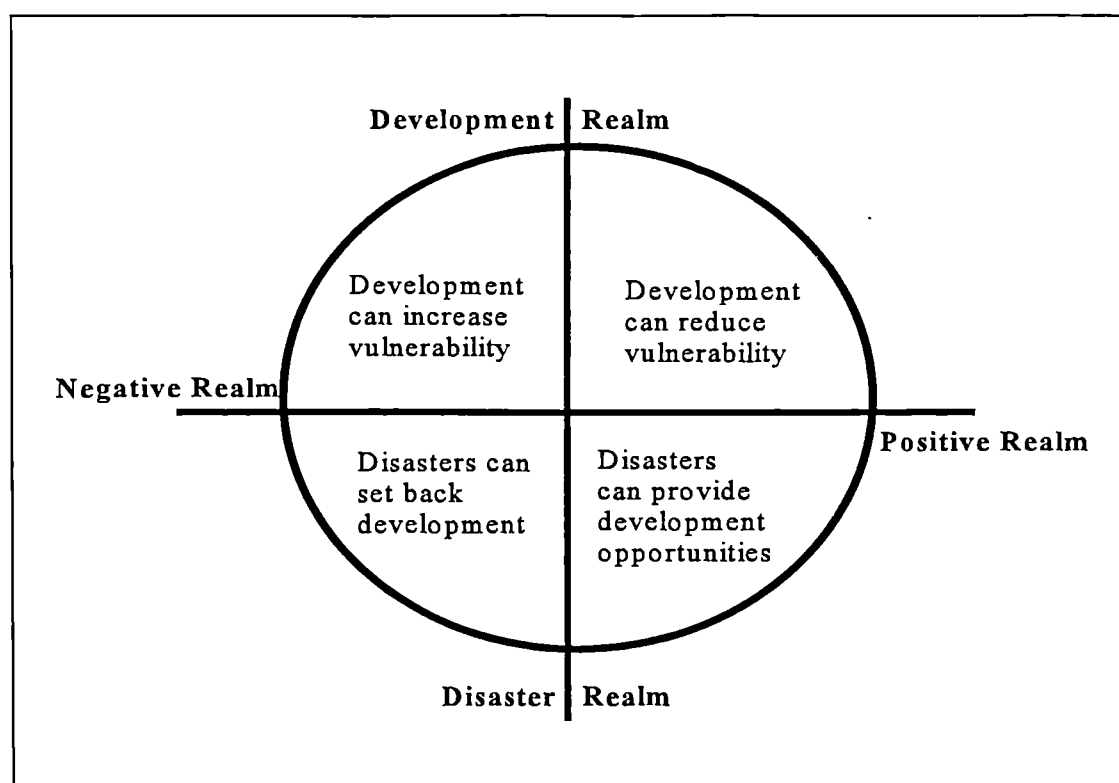 Development Realm
Development
can increase
vulnerability
Development
can reduce
vulnerability
Negative Realm
Positive Realm
Disasters can
set back
development
Disasters
can provide
development
opportunities
Disaster Realm